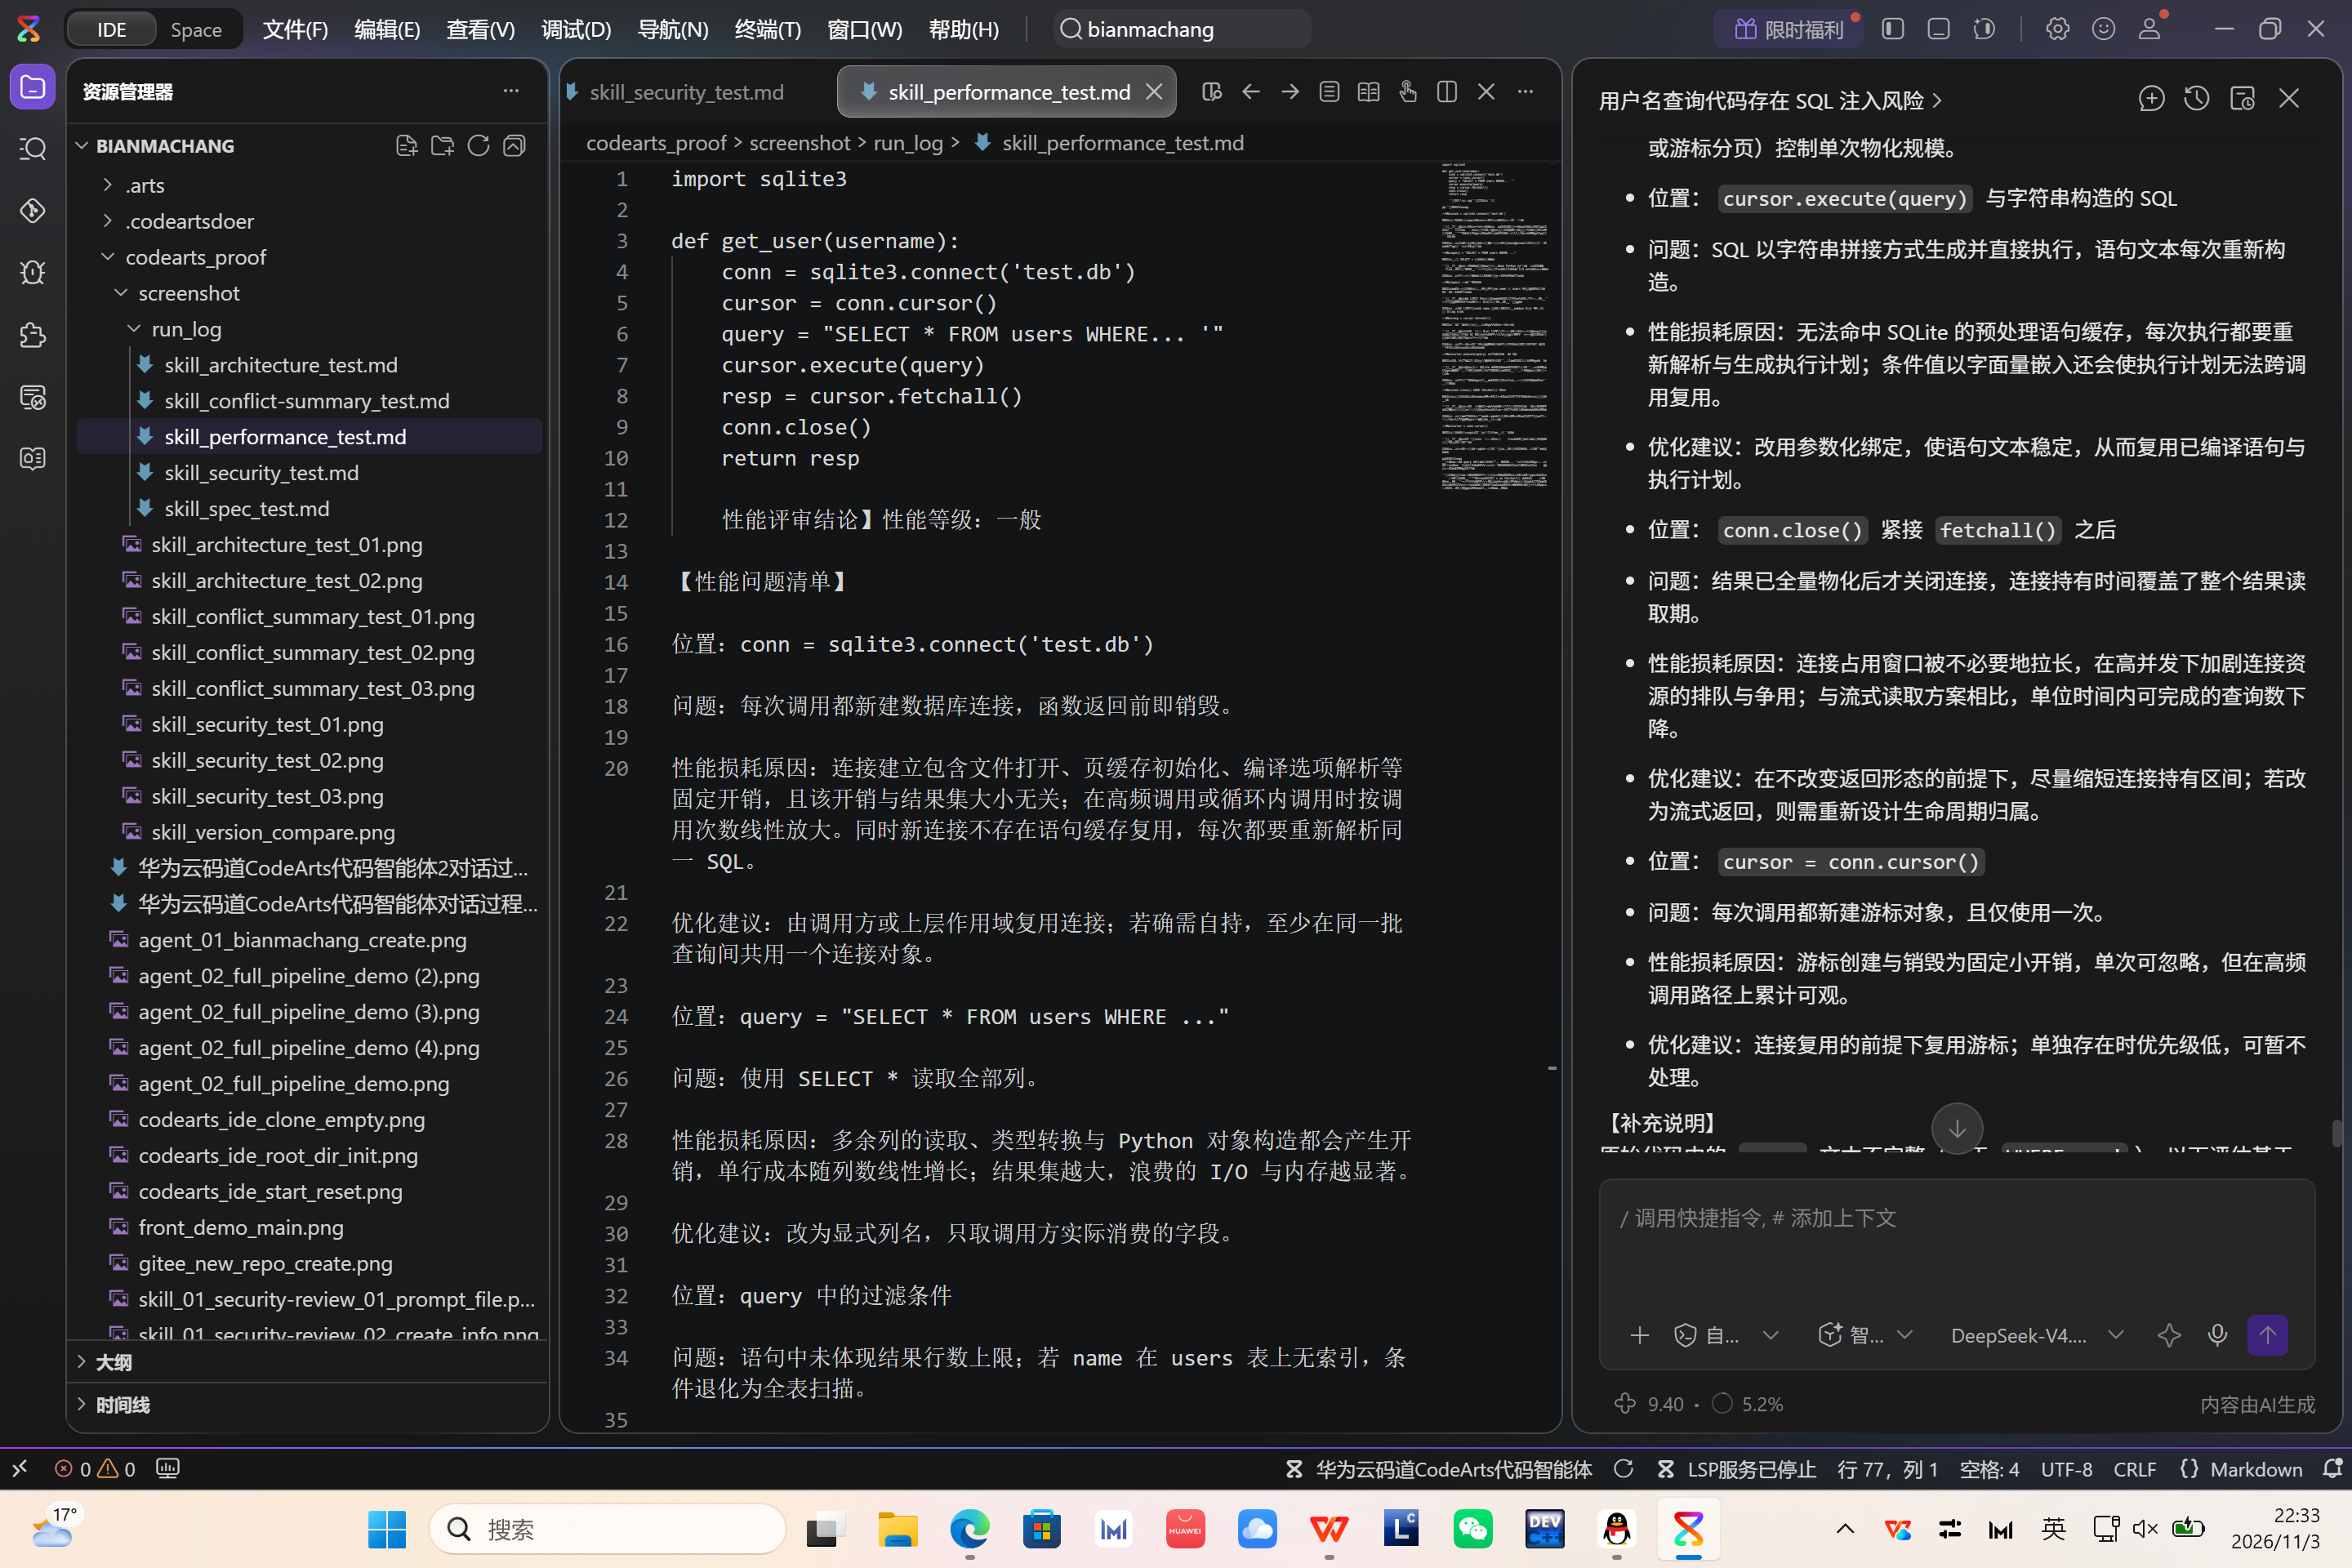 IDE Space 文件(F) 编辑(E) 查看(V) 调试(D) 导航(N) 终端(T) 窗口(W) 帮助(H) bianmachang 限时福利
资源管理器
BIANMACHANG
.arts
.codeartsdoer
codearts_proof
screenshot
run_log
skill_architecture_test.md
skill_conflict-summary_test.md
skill_performance_test.md
skill_security_test.md
skill_spec_test.md
skill_architecture_test_01.png
skill_architecture_test_02.png
skill_conflict_summary_test_01.png
skill_conflict_summary_test_02.png
skill_conflict_summary_test_03.png
skill_security_test_01.png
skill_security_test_02.png
skill_security_test_03.png
skill_version_compare.png
华为云码道CodeArts代码智能体2对话过...
华为云码道CodeArts代码智能体对话过程...
agent_01_bianmachang_create.png
agent_02_full_pipeline_demo (2).png
agent_02_full_pipeline_demo (3).png
agent_02_full_pipeline_demo (4).png
agent_02_full_pipeline_demo.png
codearts_ide_clone_empty.png
codearts_ide_root_dir_init.png
codearts_ide_start_reset.png
front_demo_main.png
gitee_new_repo_create.png
skill_01_security-review_01_prompt_file.p...
skill_01_security-review_02_create_info.png
大纲
时间线
skill_security_test.md skill_performance_test.md
codearts_proof > screenshot > run_log > skill_performance_test.md
1 import sqlite3
2
3 def get_user(username):
4 conn = sqlite3.connect('test.db')
5 cursor = conn.cursor()
6 query = "SELECT * FROM users WHERE... '"
7 cursor.execute(query)
8 resp = cursor.fetchall()
9 conn.close()
10 return resp
11
12 性能评审结论】性能等级：一般
13
14 【性能问题清单】
15
16 位置：conn = sqlite3.connect('test.db')
17
18 问题：每次调用都新建数据库连接，函数返回前即销毁。
19
20 性能损耗原因：连接建立包含文件打开、页缓存初始化、编译选项解析等
固定开销，且该开销与结果集大小无关；在高频调用或循环内调用时按调
用次数线性放大。同时新连接不存在语句缓存复用，每次都要重新解析同
一 SQL。
21
22 优化建议：由调用方或上层作用域复用连接；若确需自持，至少在同一批
查询间共用一个连接对象。
23
24 位置：query = "SELECT * FROM users WHERE ..."
25
26 问题：使用 SELECT * 读取全部列。
27
28 性能损耗原因：多余列的读取、类型转换与 Python 对象构造都会产生开
销，单行成本随列数线性增长；结果集越大，浪费的 I/O 与内存越显著。
29
30 优化建议：改为显式列名，只取调用方实际消费的字段。
31
32 位置：query 中的过滤条件
33
34 问题：语句中未体现结果行数上限；若 name 在 users 表上无索引，条
件退化为全表扫描。
35
用户名查询代码存在 SQL 注入风险
或游标分页）控制单次物化规模。
• 位置： cursor.execute(query) 与字符串构造的 SQL
• 问题：SQL 以字符串拼接方式生成并直接执行，语句文本每次重新构
造。
• 性能损耗原因：无法命中 SQLite 的预处理语句缓存，每次执行都要重
新解析与生成执行计划；条件值以字面量嵌入还会使执行计划无法跨调
用复用。
• 优化建议：改用参数化绑定，使语句文本稳定，从而复用已编译语句与
执行计划。
• 位置： conn.close() 紧接 fetchall() 之后
• 问题：结果已全量物化后才关闭连接，连接持有时间覆盖了整个结果读
取期。
• 性能损耗原因：连接占用窗口被不必要地拉长，在高并发下加剧连接资
源的排队与争用；与流式读取方案相比，单位时间内可完成的查询数下
降。
• 优化建议：在不改变返回形态的前提下，尽量缩短连接持有区间；若改
为流式返回，则需重新设计生命周期归属。
• 位置： cursor = conn.cursor()
• 问题：每次调用都新建游标对象，且仅使用一次。
• 性能损耗原因：游标创建与销毁为固定小开销，单次可忽略，但在高频
调用路径上累计可观。
• 优化建议：连接复用的前提下复用游标；单独存在时优先级低，可暂不
处理。
【补充说明】
/ 调用快捷指令, # 添加上下文
自... 智... DeepSeek-V4....
9.40 • 5.2% 内容由AI生成
0 0 华为云码道CodeArts代码智能体 LSP服务已停止 行 77，列 1 空格: 4 UTF-8 CRLF {} Markdown
17° 搜索 HUAWEI DEV C++ 英 22:33
2026/11/3